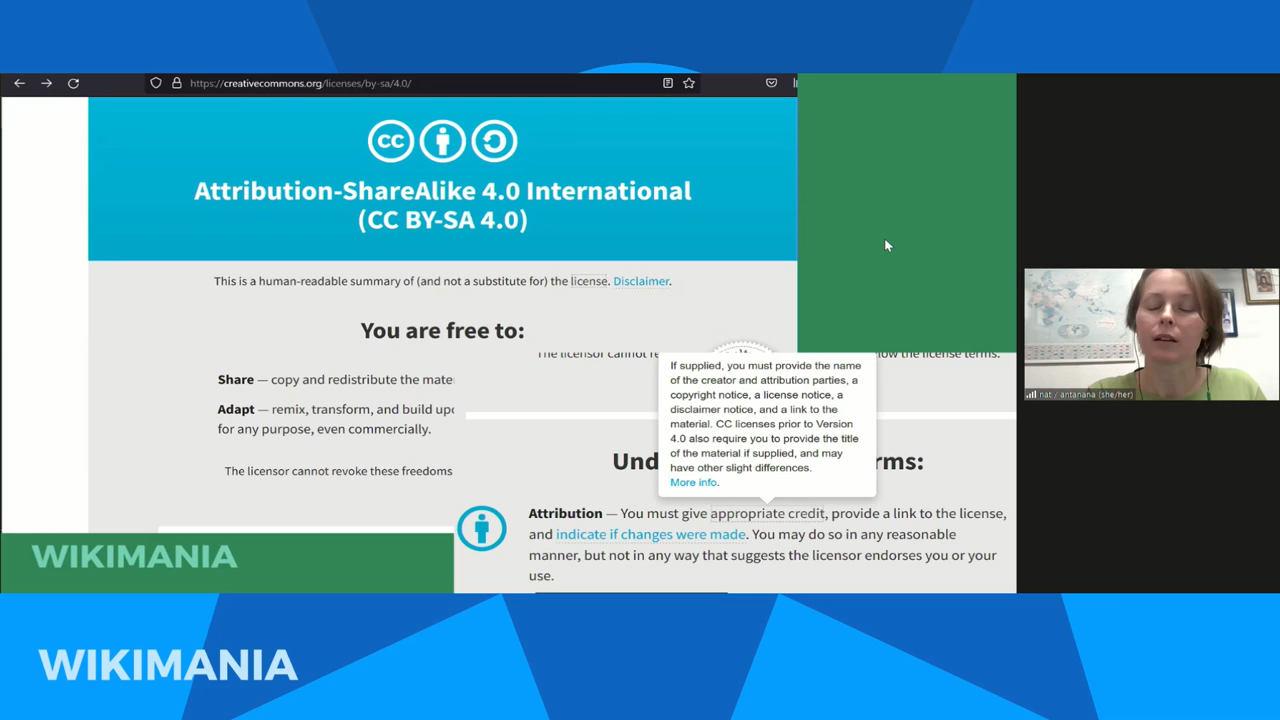 https://creativecommons.org/licenses/by-sa/4.0/
Attribution-ShareAlike 4.0 International
(CC BY-SA 4.0)
This is a human-readable summary of (and not a substitute for) the license. Disclaimer.
You are free to:
Share — copy and redistribute the mate
Adapt — remix, transform, and build up
for any purpose, even commercially.
The licensor cannot revoke these freedoms
The licensor cannot re
low the license terms.
If supplied, you must provide the name
of the creator and attribution parties, a
copyright notice, a license notice, a
disclaimer notice, and a link to the
material. CC licenses prior to Version
4.0 also require you to provide the title
of the material if supplied, and may
have other slight differences.
More info.
Und
rms:
Attribution — You must give appropriate credit, provide a link to the license,
and indicate if changes were made. You may do so in any reasonable
manner, but not in any way that suggests the licensor endorses you or your
use.
nat / antanana (she/her)
WIKIMANIA
WIKIMANIA